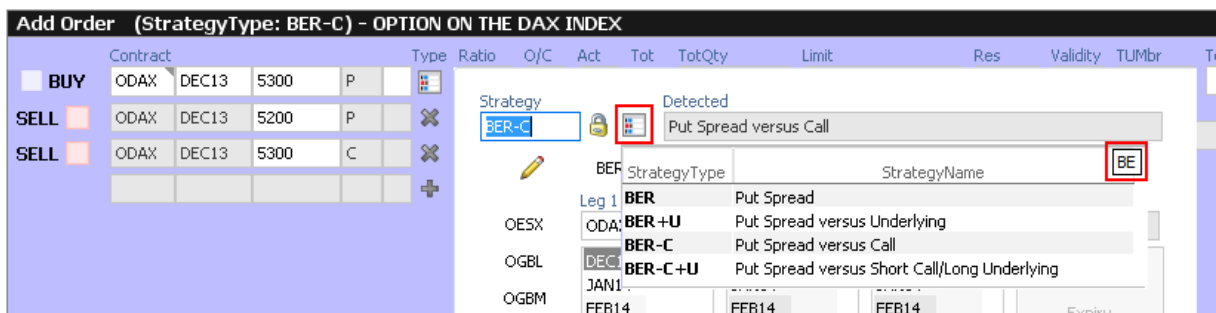 Add Order (StrategyType: BER-C) - OPTION ON THE DAX INDEX
Contract Type Ratio O/C Act Tot TotQty Limit Res Validity TUMbr
BUY ODAX DEC13 5300 P
SELL ODAX DEC13 5200 P
SELL ODAX DEC13 5300 C
Strategy Detected
BER-C Put Spread versus Call
BER
BE
StrategyType StrategyName
BER Put Spread
BER+U Put Spread versus Underlying
BER-C Put Spread versus Call
BER-C+U Put Spread versus Short Call/Long Underlying
Leg 1
OESX
OGBL
OGBM
FEB14 FEB14 FEB14